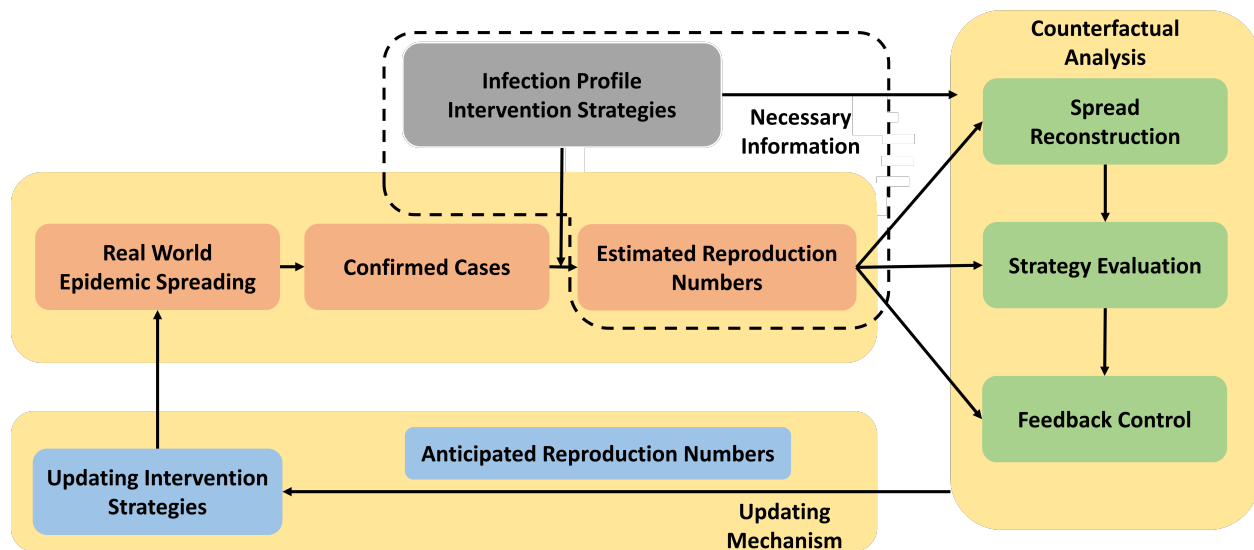 Infection Profile
Intervention Strategies
Necessary
Information
Counterfactual
Analysis
Spread
Reconstruction
Strategy Evaluation
Feedback Control
Real World
Epidemic Spreading
Confirmed Cases
Estimated Reproduction
Numbers
Anticipated Reproduction Numbers
Updating Intervention
Strategies
Updating
Mechanism